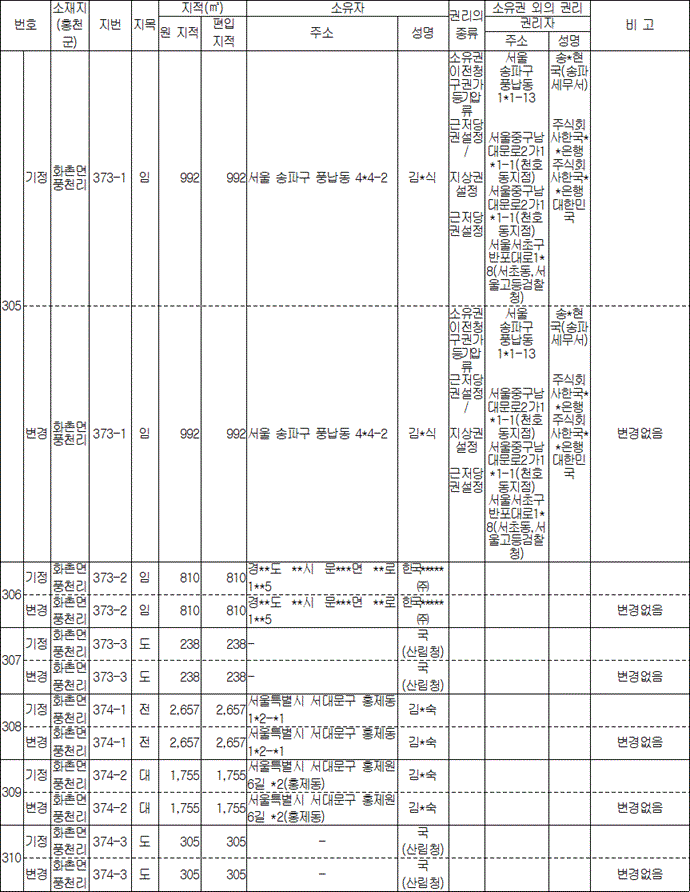 번호 소재지(홍천군) 지번 지목 지적(㎡) 소유자 소유권 외의 권리 비 고
원 지적 편입지적 주소 성명 권리의 종류 권리자
주소 성명
305
기정 화촌면 풍천리 373-1 임 992 992 서울 송파구 풍납동 4*4-2 김*식
소유권
이전청
구권가
등기압
류
근저당
권설정
/
지상권
설정
근저당
권설정
서울
송파구
풍납동
1*1-13
서울중구남
대문로2가1
*1-1(천호
동지점)
서울중구남
대문로2가1
*1-1(천호
동지점)
서울서초구
반포대로1*
8(서초동,서
울고등검찰
청)
송*현
국(송파
세무서)
주식회
사한국*
*은행
주식회
사한국*
*은행
대한민
국
변경 화촌면 풍천리 373-1 임 992 992 서울 송파구 풍납동 4*4-2 김*식
소유권
이전청
구권가
등기압
류
근저당
권설정
/
지상권
설정
근저당
권설정
서울
송파구
풍납동
1*1-13
서울중구남
대문로2가1
*1-1(천호
동지점)
서울중구남
대문로2가1
*1-1(천호
동지점)
서울서초구
반포대로1*
8(서초동,서
울고등검찰
청)
송*현
국(송파
세무서)
주식회
사한국*
*은행
주식회
사한국*
*은행
대한민
국
변경없음
306
기정 화촌면 풍천리 373-2 임 810 810 경**도 **시 문***면 **로 1**5 한국*****㈜
변경 화촌면 풍천리 373-2 임 810 810 경**도 **시 문***면 **로 1**5 한국*****㈜ 변경없음
307
기정 화촌면 풍천리 373-3 도 238 238 - 국(산림청)
변경 화촌면 풍천리 373-3 도 238 238 - 국(산림청) 변경없음
308
기정 화촌면 풍천리 374-1 전 2,657 2,657 서울특별시 서대문구 홍제동 1*2-*1 김*숙
변경 화촌면 풍천리 374-1 전 2,657 2,657 서울특별시 서대문구 홍제동 1*2-*1 김*숙 변경없음
309
기정 화촌면 풍천리 374-2 대 1,755 1,755 서울특별시 서대문구 홍제원6길 *2(홍제동) 김*숙
변경 화촌면 풍천리 374-2 대 1,755 1,755 서울특별시 서대문구 홍제원6길 *2(홍제동) 김*숙 변경없음
310
기정 화촌면 풍천리 374-3 도 305 305 - 국(산림청)
변경 화촌면 풍천리 374-3 도 305 305 - 국(산림청) 변경없음